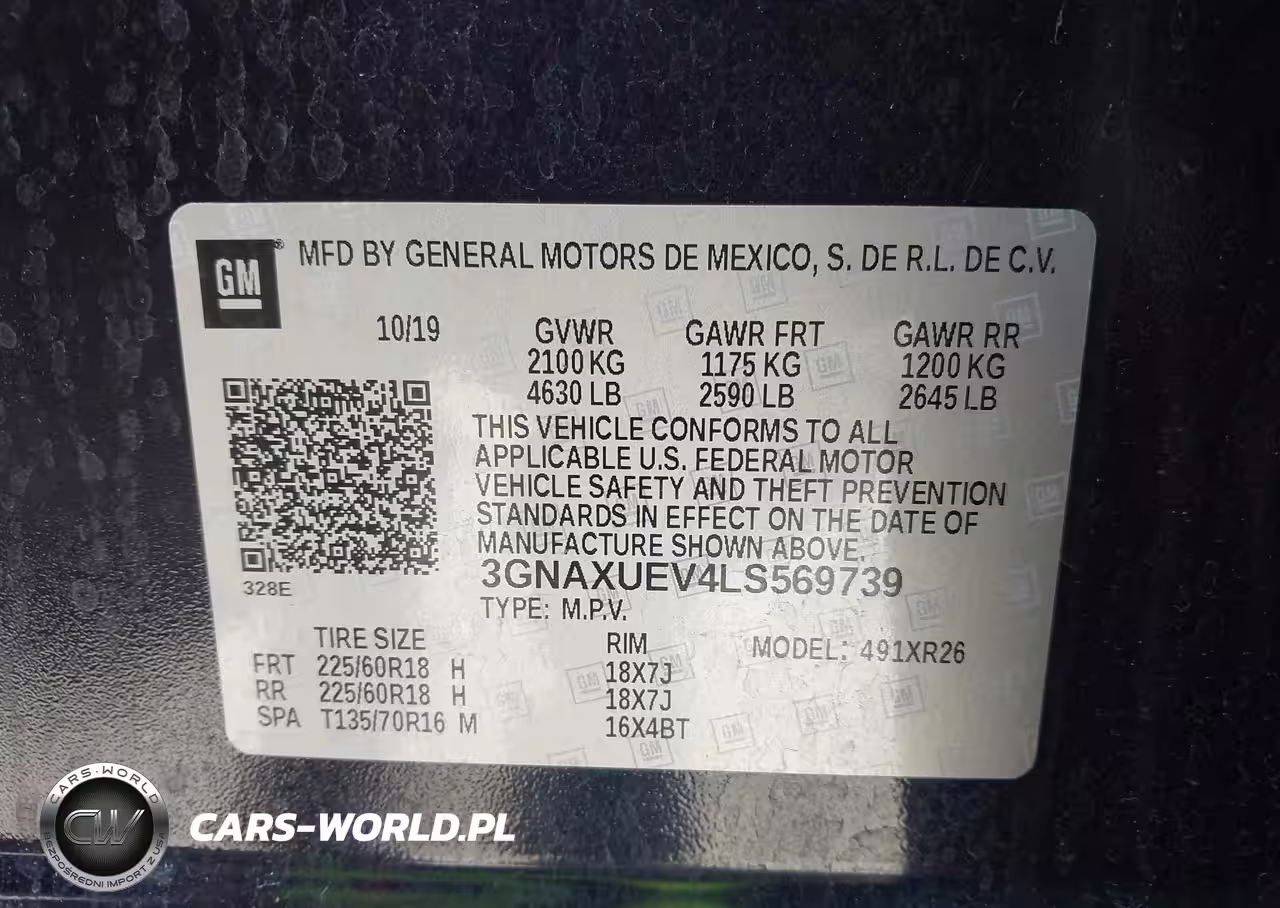 GM® MFD BY GENERAL MOTORS DE MEXICO, S. DE R.L. DE C.V.
10/19 GVWR GAWR FRT GAWR RR
2100 KG 1175 KG 1200 KG
4630 LB 2590 LB 2645 LB
THIS VEHICLE CONFORMS TO ALL
APPLICABLE U.S. FEDERAL MOTOR
VEHICLE SAFETY AND THEFT PREVENTION
STANDARDS IN EFFECT ON THE DATE OF
MANUFACTURE SHOWN ABOVE.
328E 3GNAXUEV4LS569739
TYPE: M.P.V.
TIRE SIZE RIM MODEL: 491XR26
FRT 225/60R18 H 18X7J
RR 225/60R18 H 18X7J
SPA T135/70R16 M 16X4BT
CARS-WORLD
CW
BEZPOŚREDNI IMPORT Z USA
CARS-WORLD.PL